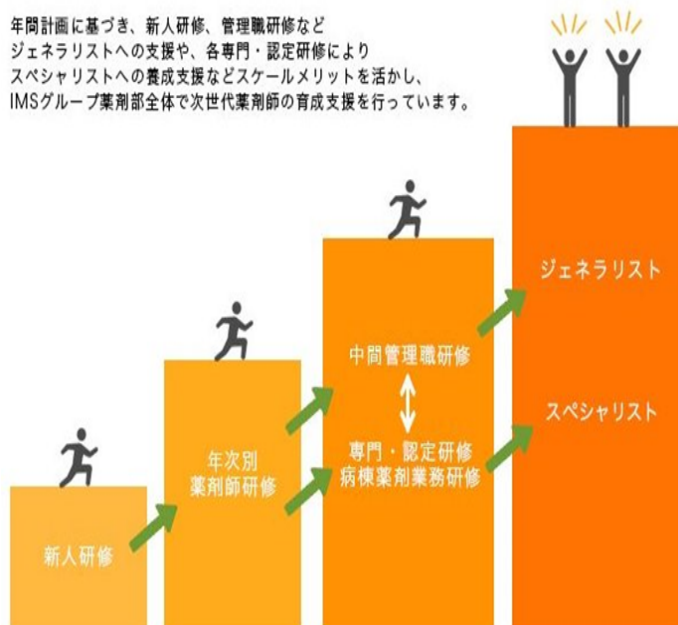 年間計画に基づき、新人研修、管理職研修など
ジェネラリストへの支援や、各専門・認定研修により
スペシャリストへの養成支援などスケールメリットを活かし、
IMSグループ薬剤部全体で次世代薬剤師の育成支援を行っています。
新人研修
年次別
薬剤師研修
中間管理職研修
専門・認定研修
病棟薬剤業務研修
ジェネラリスト
スペシャリスト